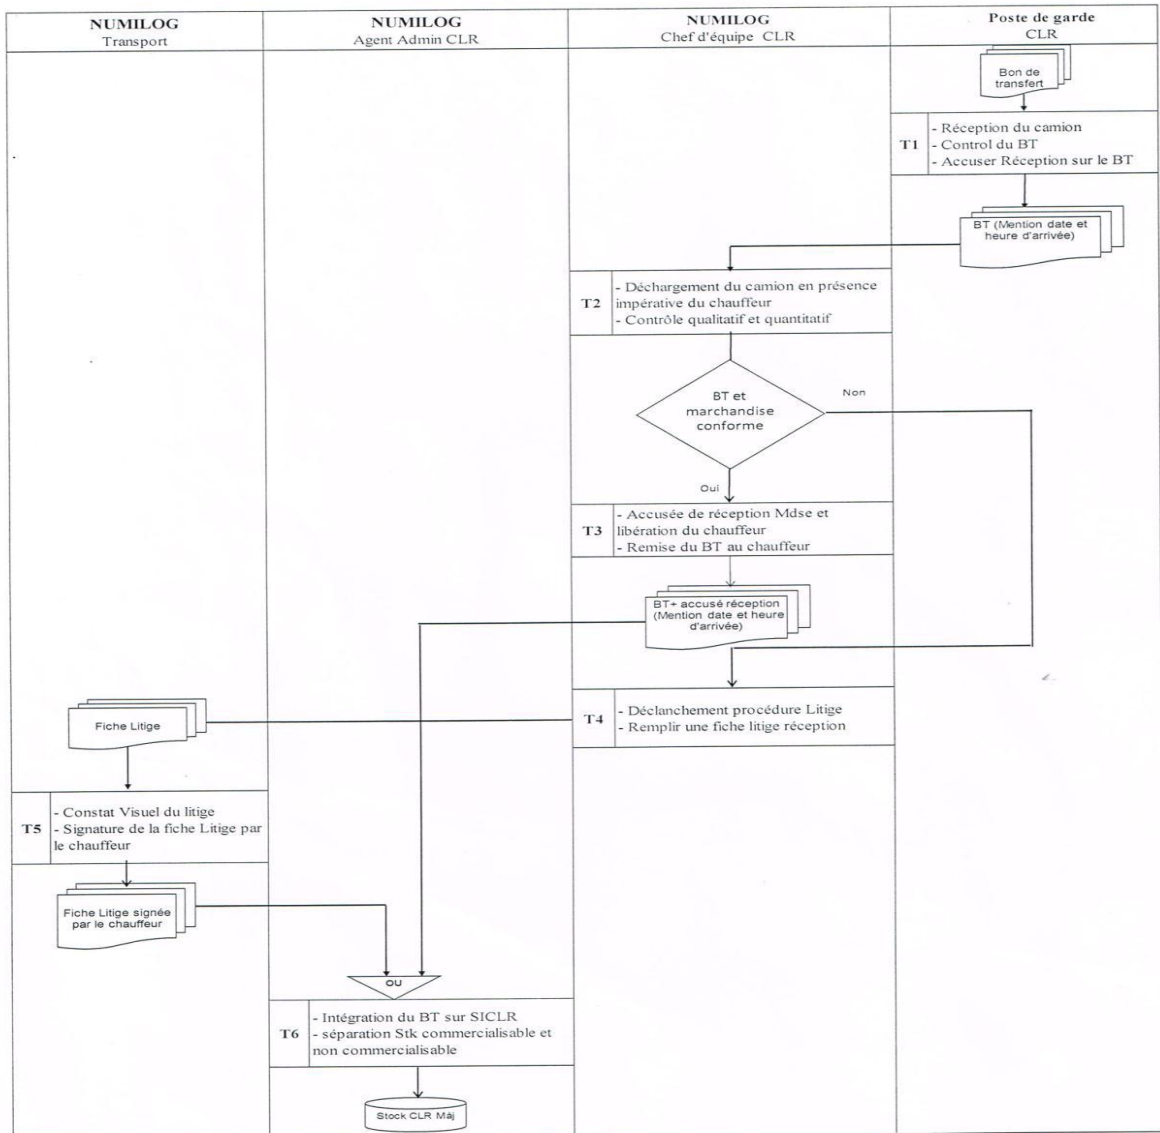 NUMILOG
Transport
NUMILOG
Agent Admin CLR
NUMILOG
Chef d'équipe CLR
Poste de garde
CLR
Bon de
transfert
T1
- Réception du camion
- Control du BT
- Accuser Réception sur le BT
BT (Mention date et
heure d'arrivée)
T2
- Déchargement du camion en présence
impérative du chauffeur
- Contrôle qualitatif et quantitatif
BT et
marchandise
conforme
Non
Oui
T3
- Accusée de réception Mdse et
libération du chauffeur
- Remise du BT au chauffeur
BT+ accusé réception
(Mention date et heure
d'arrivée)
T4
- Déclanchement procédure Litige
- Remplir une fiche litige réception
Fiche Litige
T5
- Constat Visuel du litige
- Signature de la fiche Litige par
le chauffeur
Fiche Litige signée
par le chauffeur
OU
T6
- Intégration du BT sur SICLR
- séparation Stk commercialisable et
non commercialisable
Stock CLR Màj